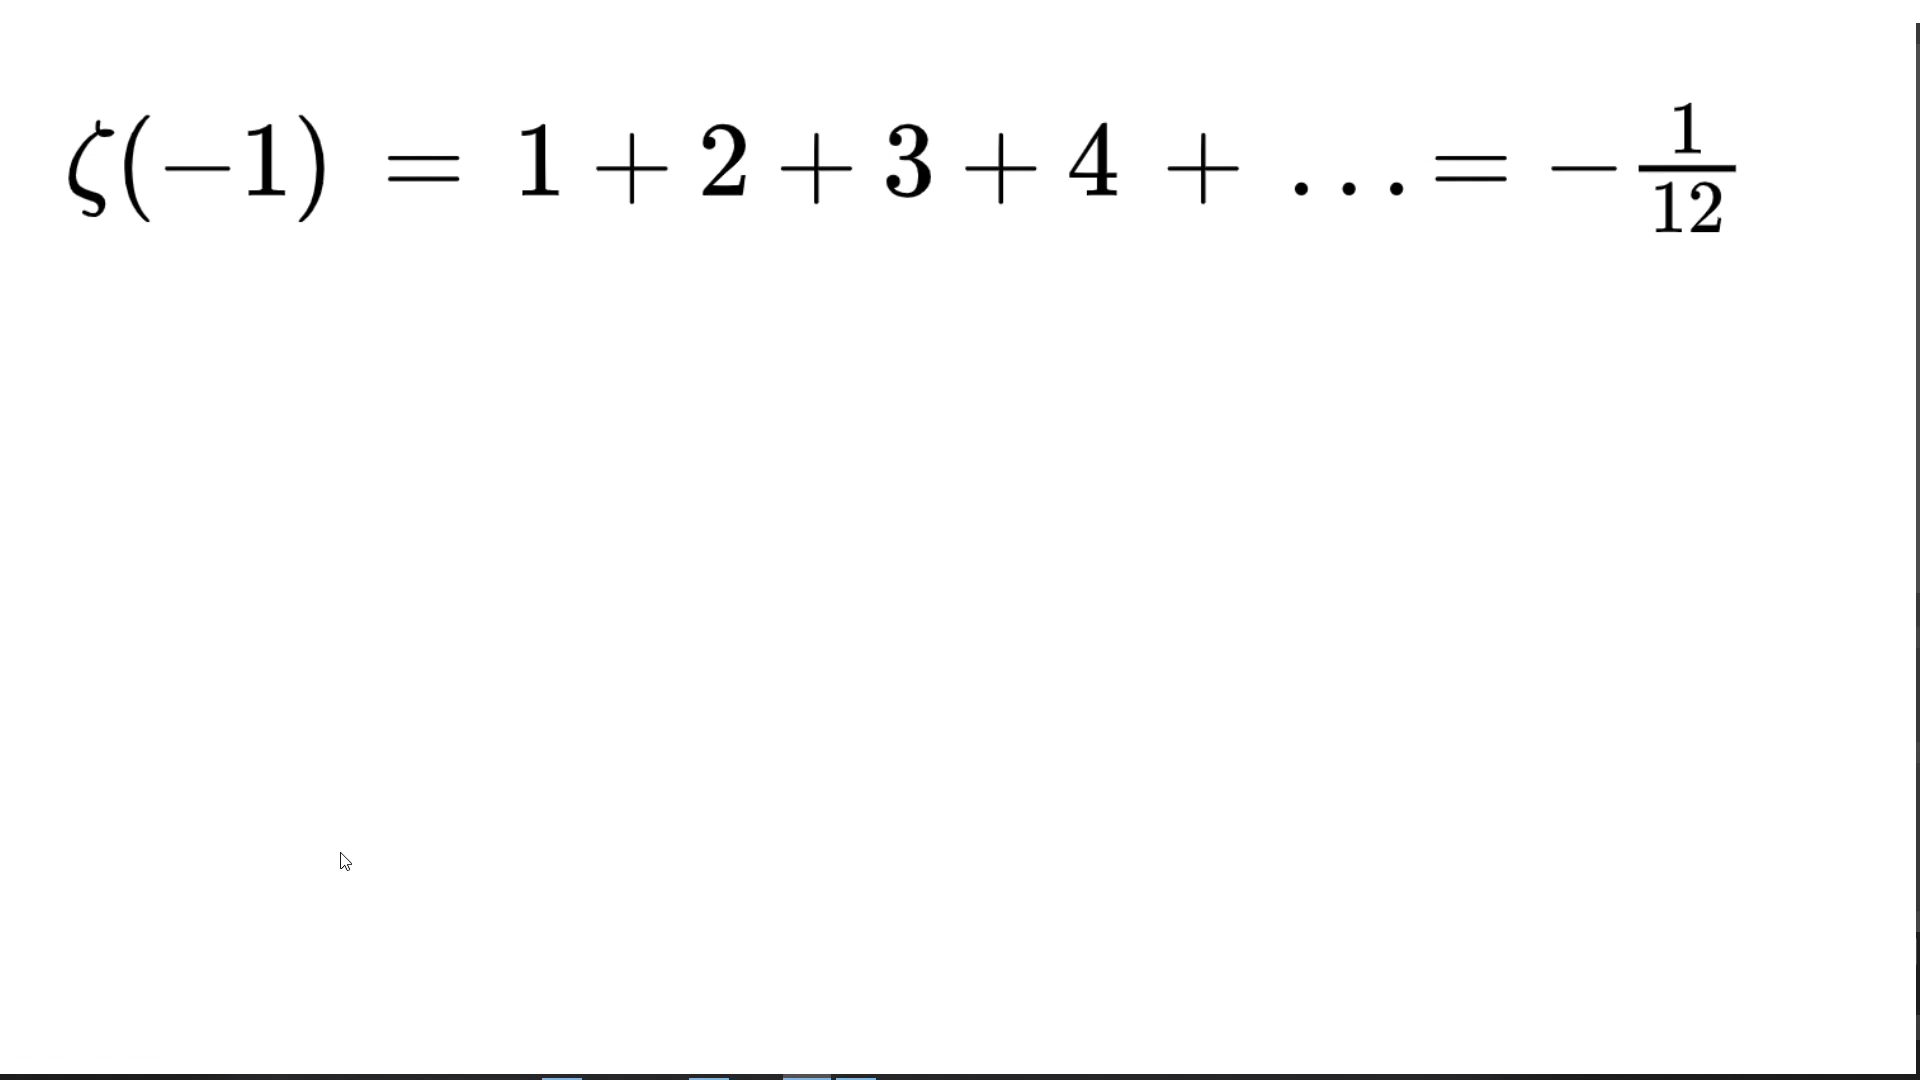 ζ(−1) = 1 + 2 + 3 + 4 + ... = −1/12